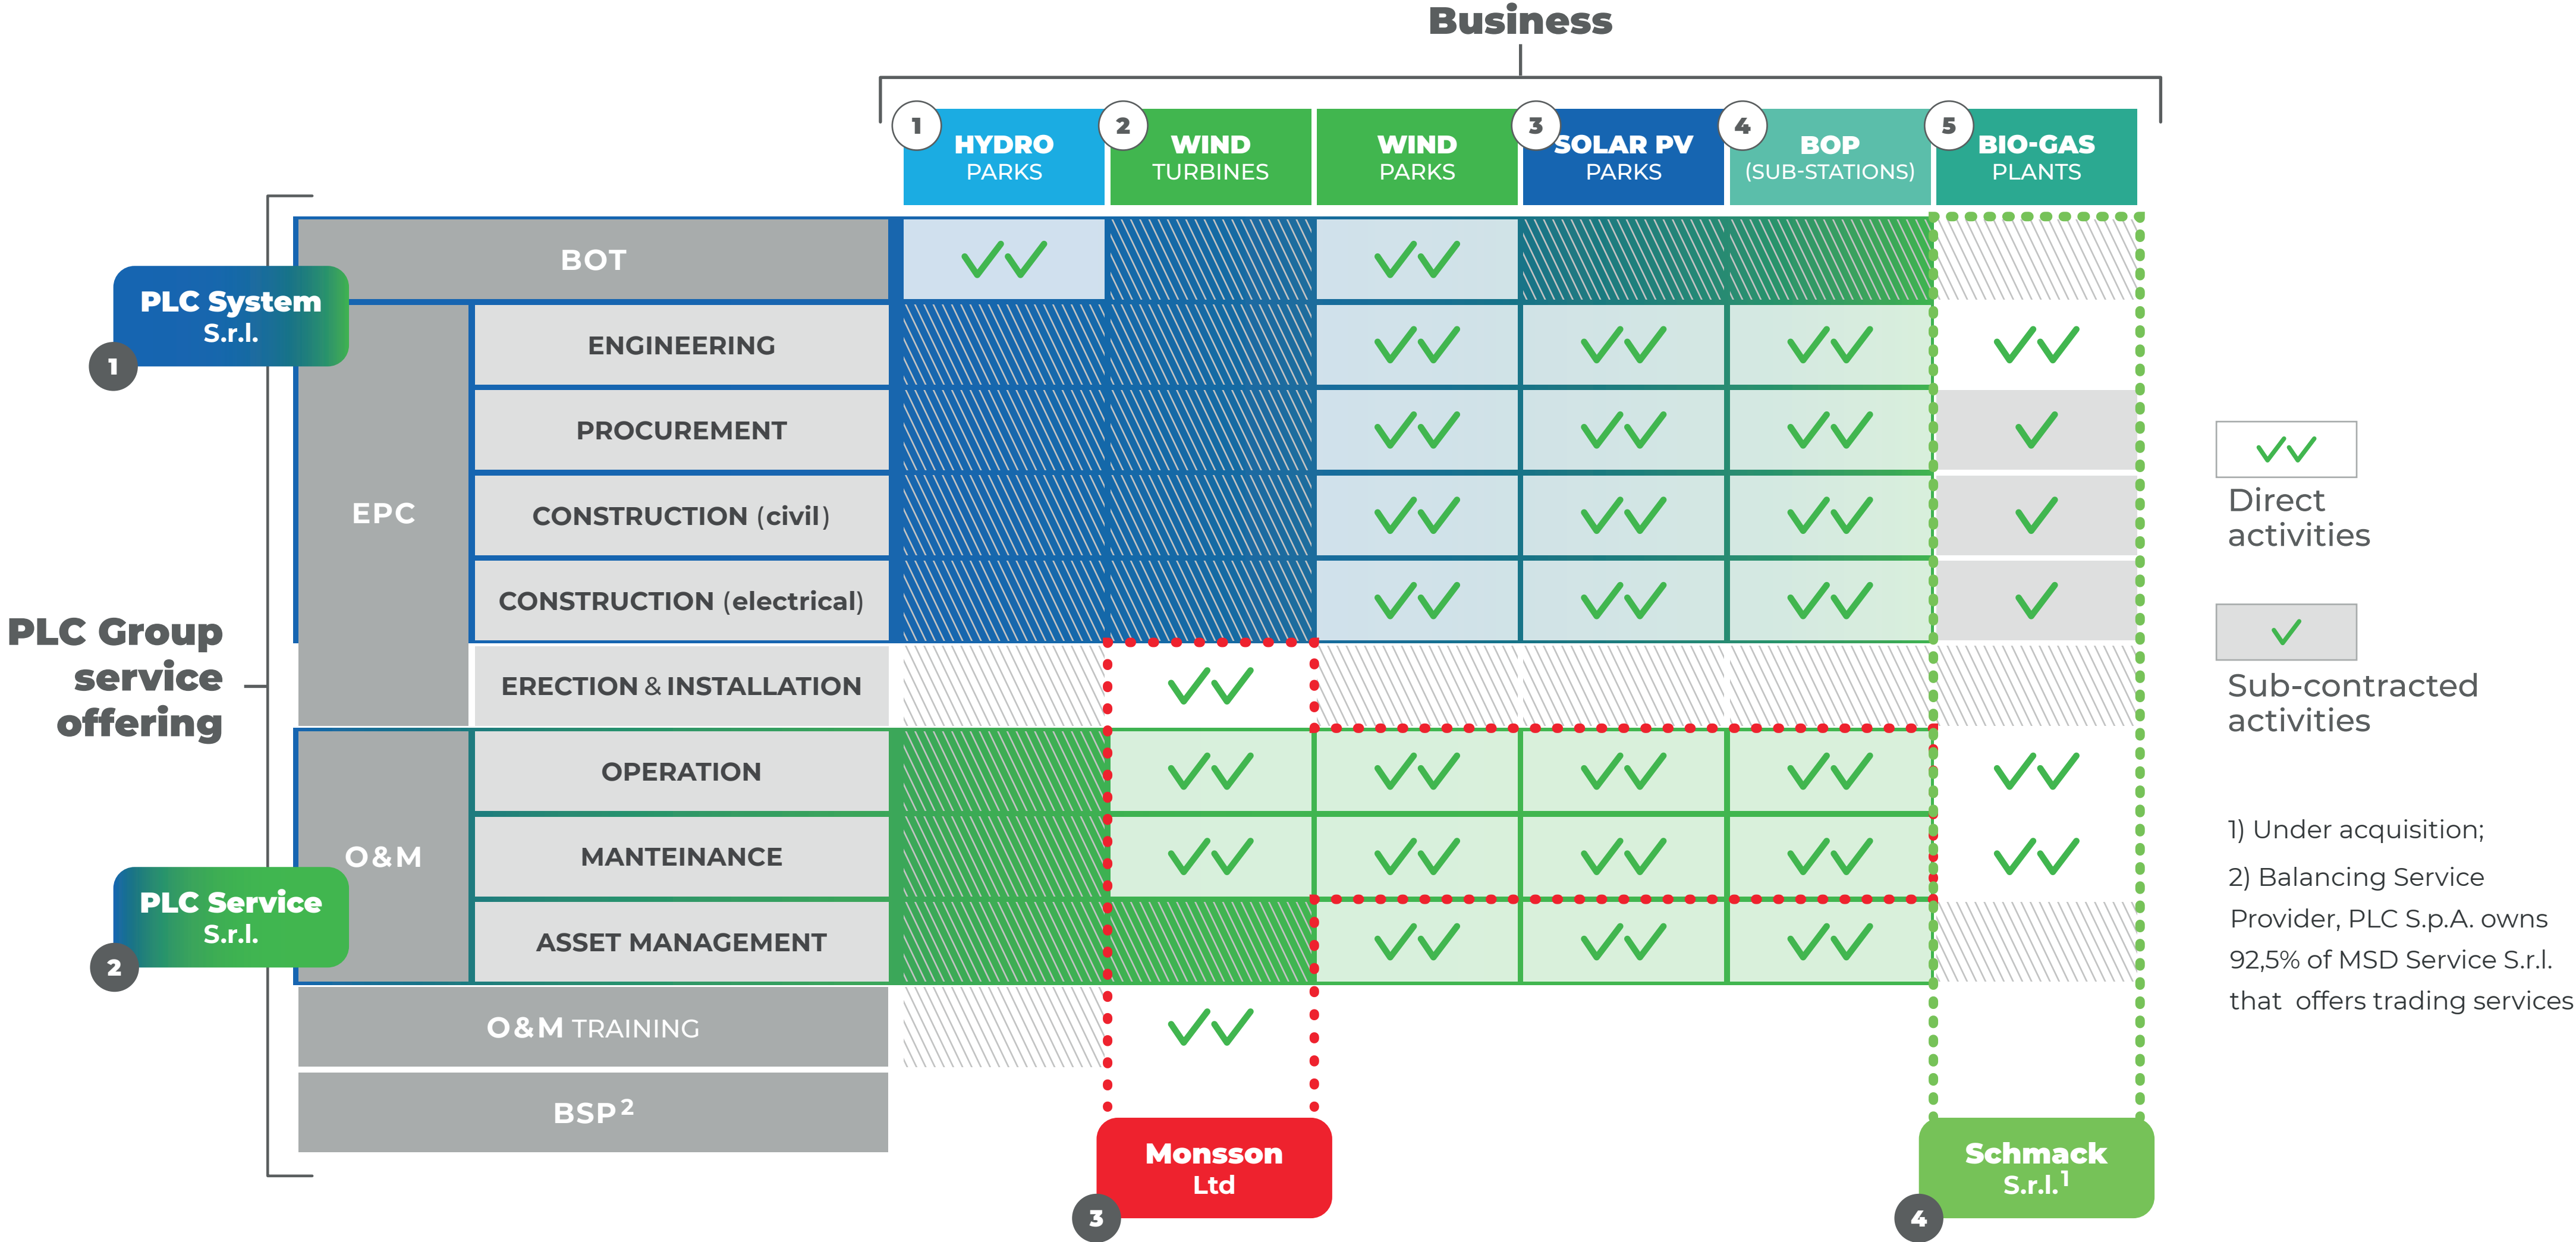 Business
1
HYDRO
PARKS
2
WIND
TURBINES
WIND
PARKS
3
SOLAR PV
PARKS
4
BOP
(SUB-STATIONS)
5
BIO-GAS
PLANTS
PLC Group
service
offering
PLC System
S.r.l.
1
BOT
EPC
ENGINEERING
PROCUREMENT
CONSTRUCTION (civil)
CONSTRUCTION (electrical)
ERECTION & INSTALLATION
PLC Service
S.r.l.
2
O&M
OPERATION
MANTEINANCE
ASSET MANAGEMENT
O&M TRAINING
BSP 2
Monsson
Ltd
3
Schmack
S.r.l.1
4
Direct
activities
Sub-contracted
activities
1) Under acquisition;
2) Balancing Service
Provider, PLC S.p.A. owns
92,5% of MSD Service S.r.l.
that offers trading services